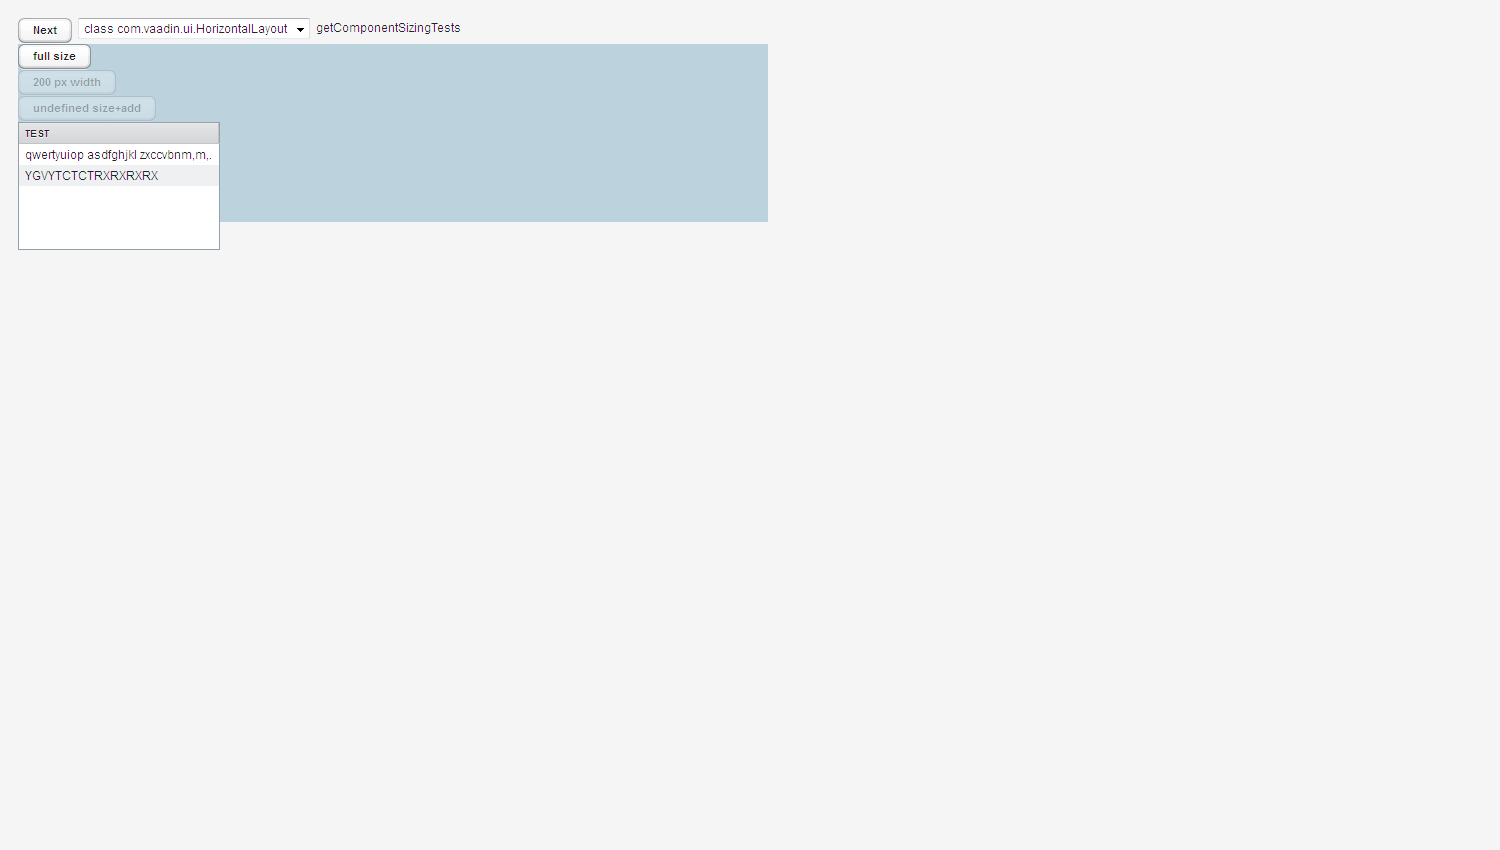 Next class com.vaadin.ui.HorizontalLayout getComponentSizingTests
full size
200 px width
undefined size+add
TEST
qwertyuiop asdfghjkl zxccvbnm,m,.
YGVYTCTCTRXRXRXRX